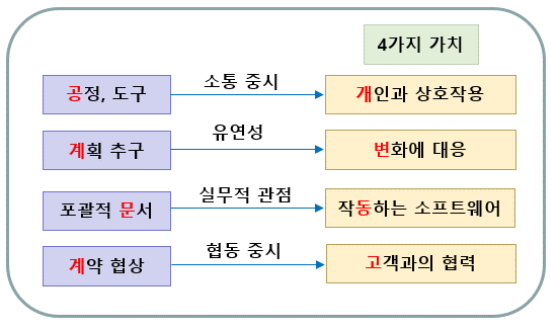 4가지 가치
공정, 도구
소통 중시
개인과 상호작용
계획 추구
유연성
변화에 대응
포괄적 문서
실무적 관점
작동하는 소프트웨어
계약 협상
협동 중시
고객과의 협력